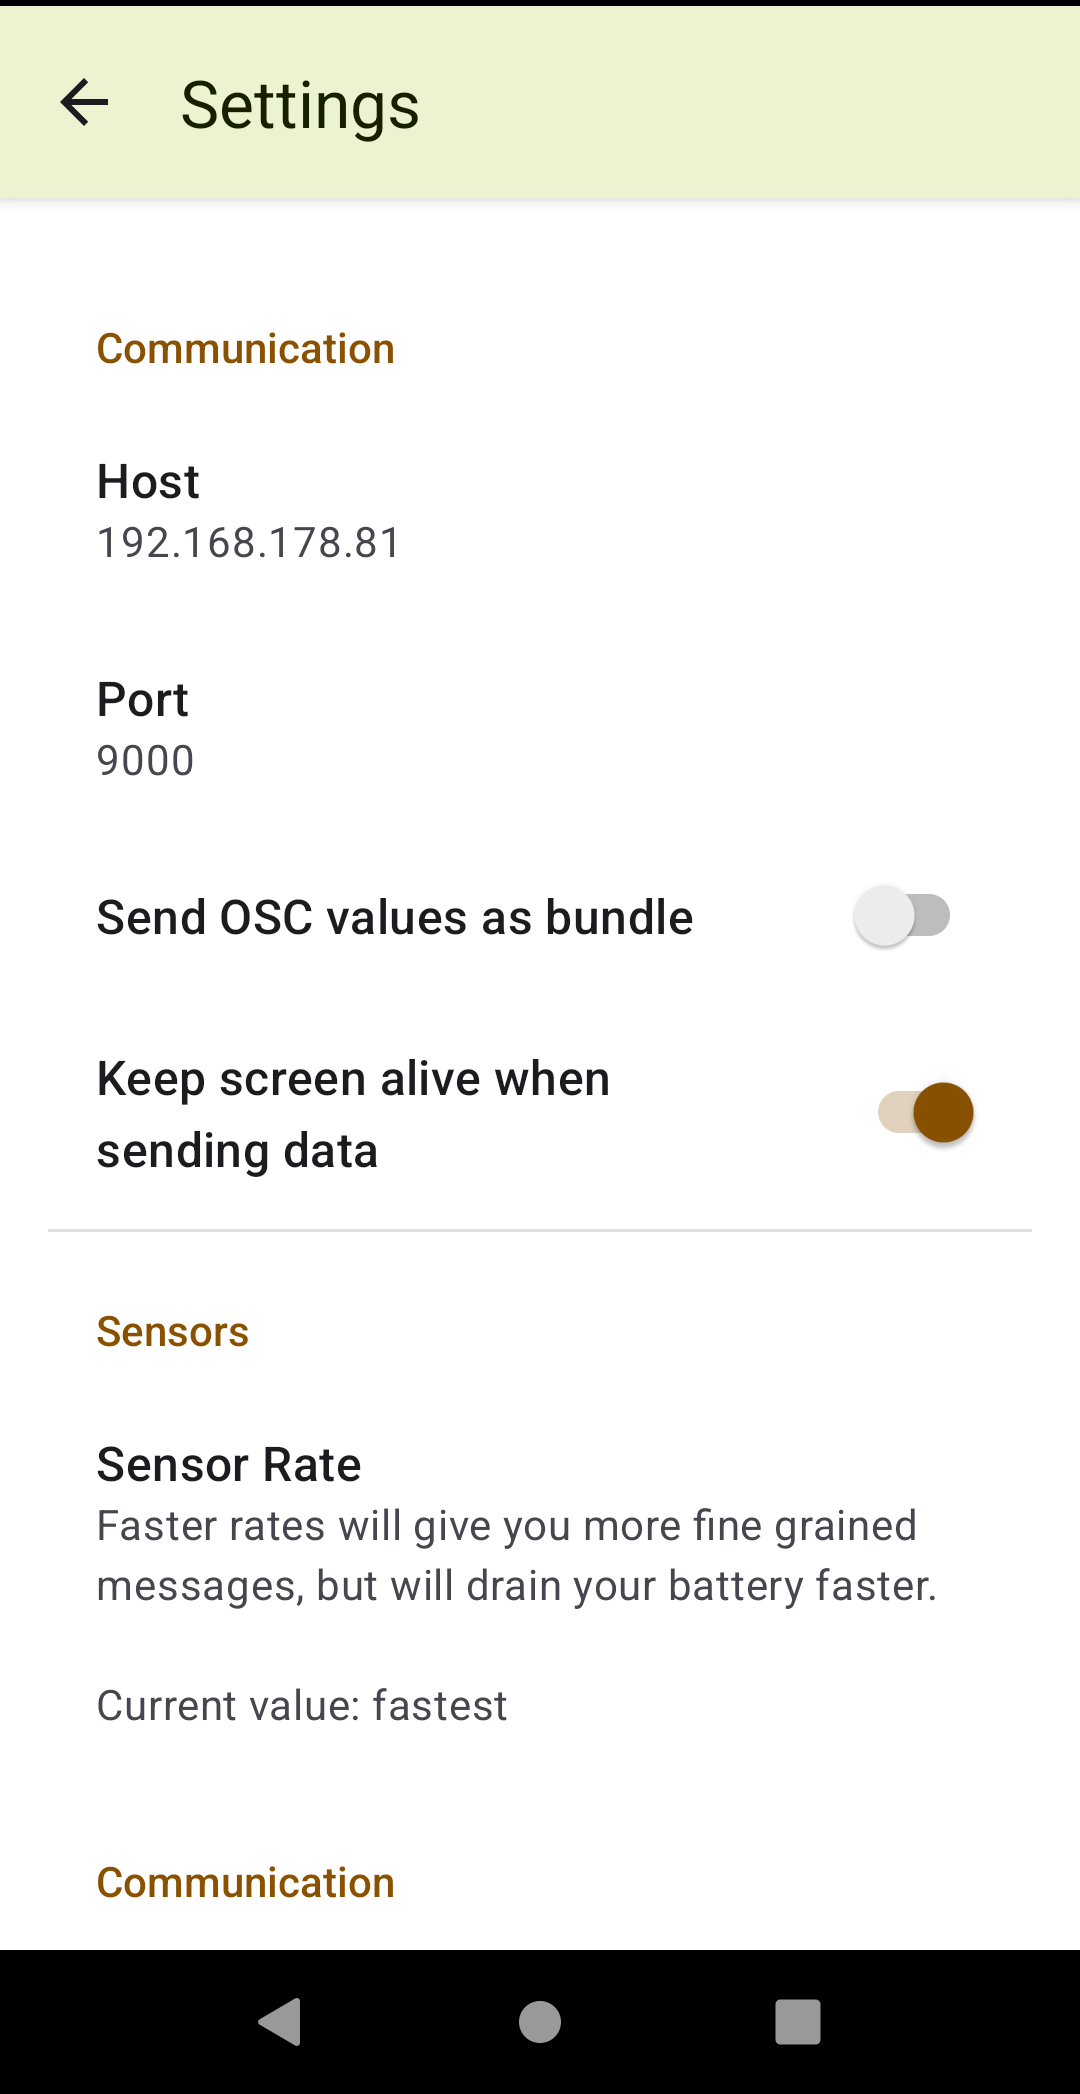 Settings
Communication
Host
192.168.178.81
Port
9000
Send OSC values as bundle
Keep screen alive when
sending data
Sensors
Sensor Rate
Faster rates will give you more fine grained
messages, but will drain your battery faster.
Current value: fastest
Communication